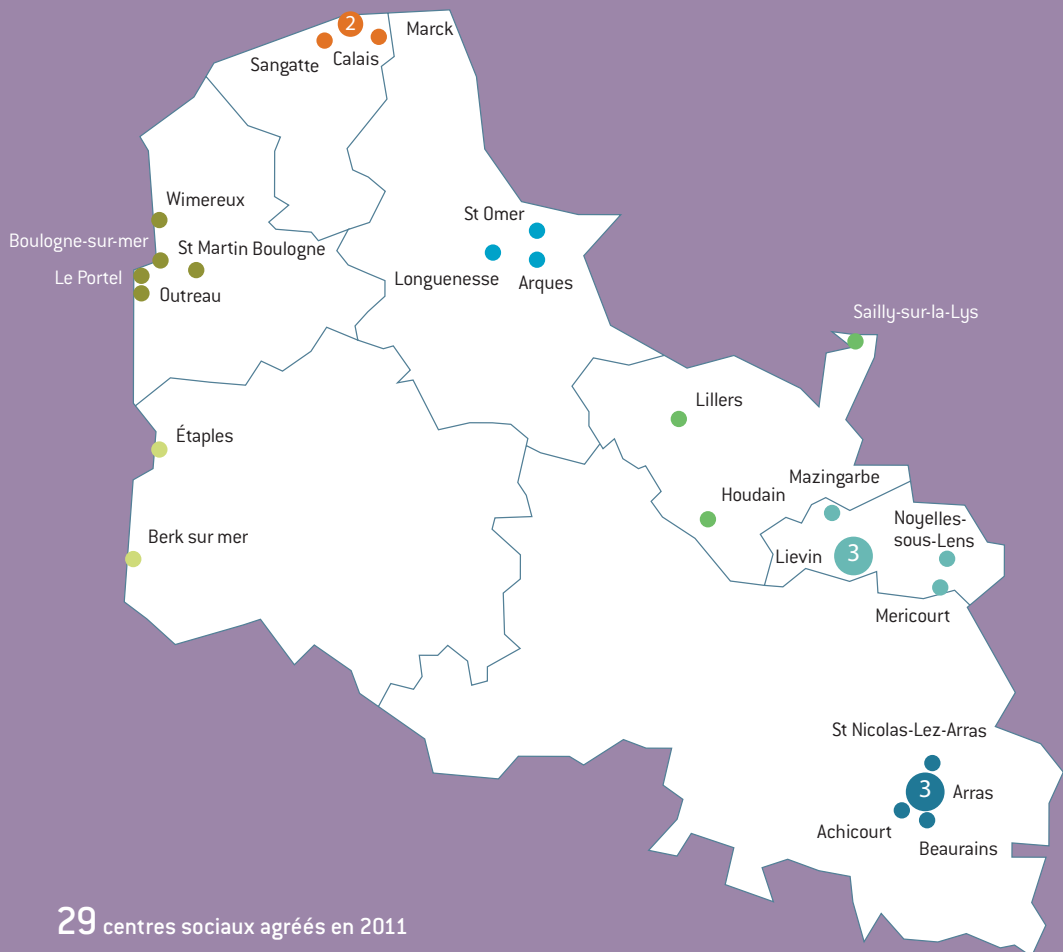 2
Marck
Sangatte
Calais
Wimereux
St Omer
Boulogne-sur-mer
St Martin Boulogne
Le Portel
Outreau
Longuenesse
Arques
Sailly-sur-la-Lys
Lillers
Étaples
Mazingarbe
Houdain
Noyelles-
sous-Lens
Berk sur mer
Lievin
3
Mericourt
St Nicolas-Lez-Arras
3
Arras
Achicourt
Beaurains
29 centres sociaux agréés en 2011